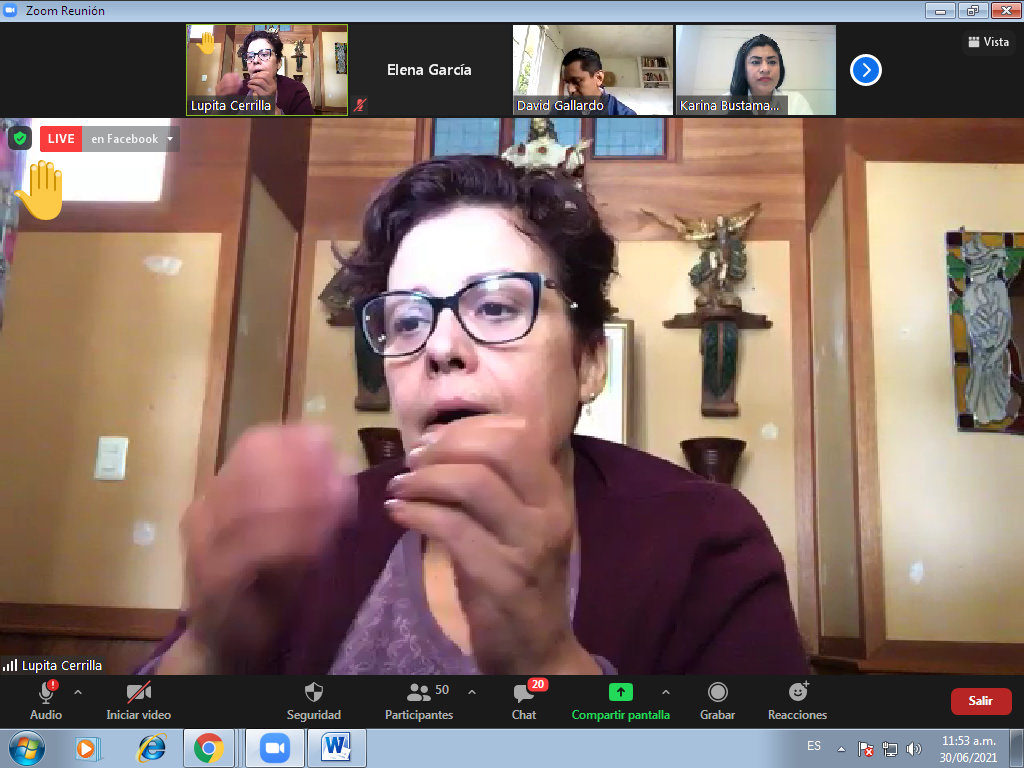 Zoom Reunión
Lupita Cerrilla
Elena García
David Gallardo
Karina Bustama...
Vista
LIVE en Facebook
Lupita Cerrilla
Audio
Iniciar video
Seguridad
50
Participantes
20
Chat
Compartir pantalla
Grabar
Reacciones
Salir
ES
11:53 a.m.
30/06/2021